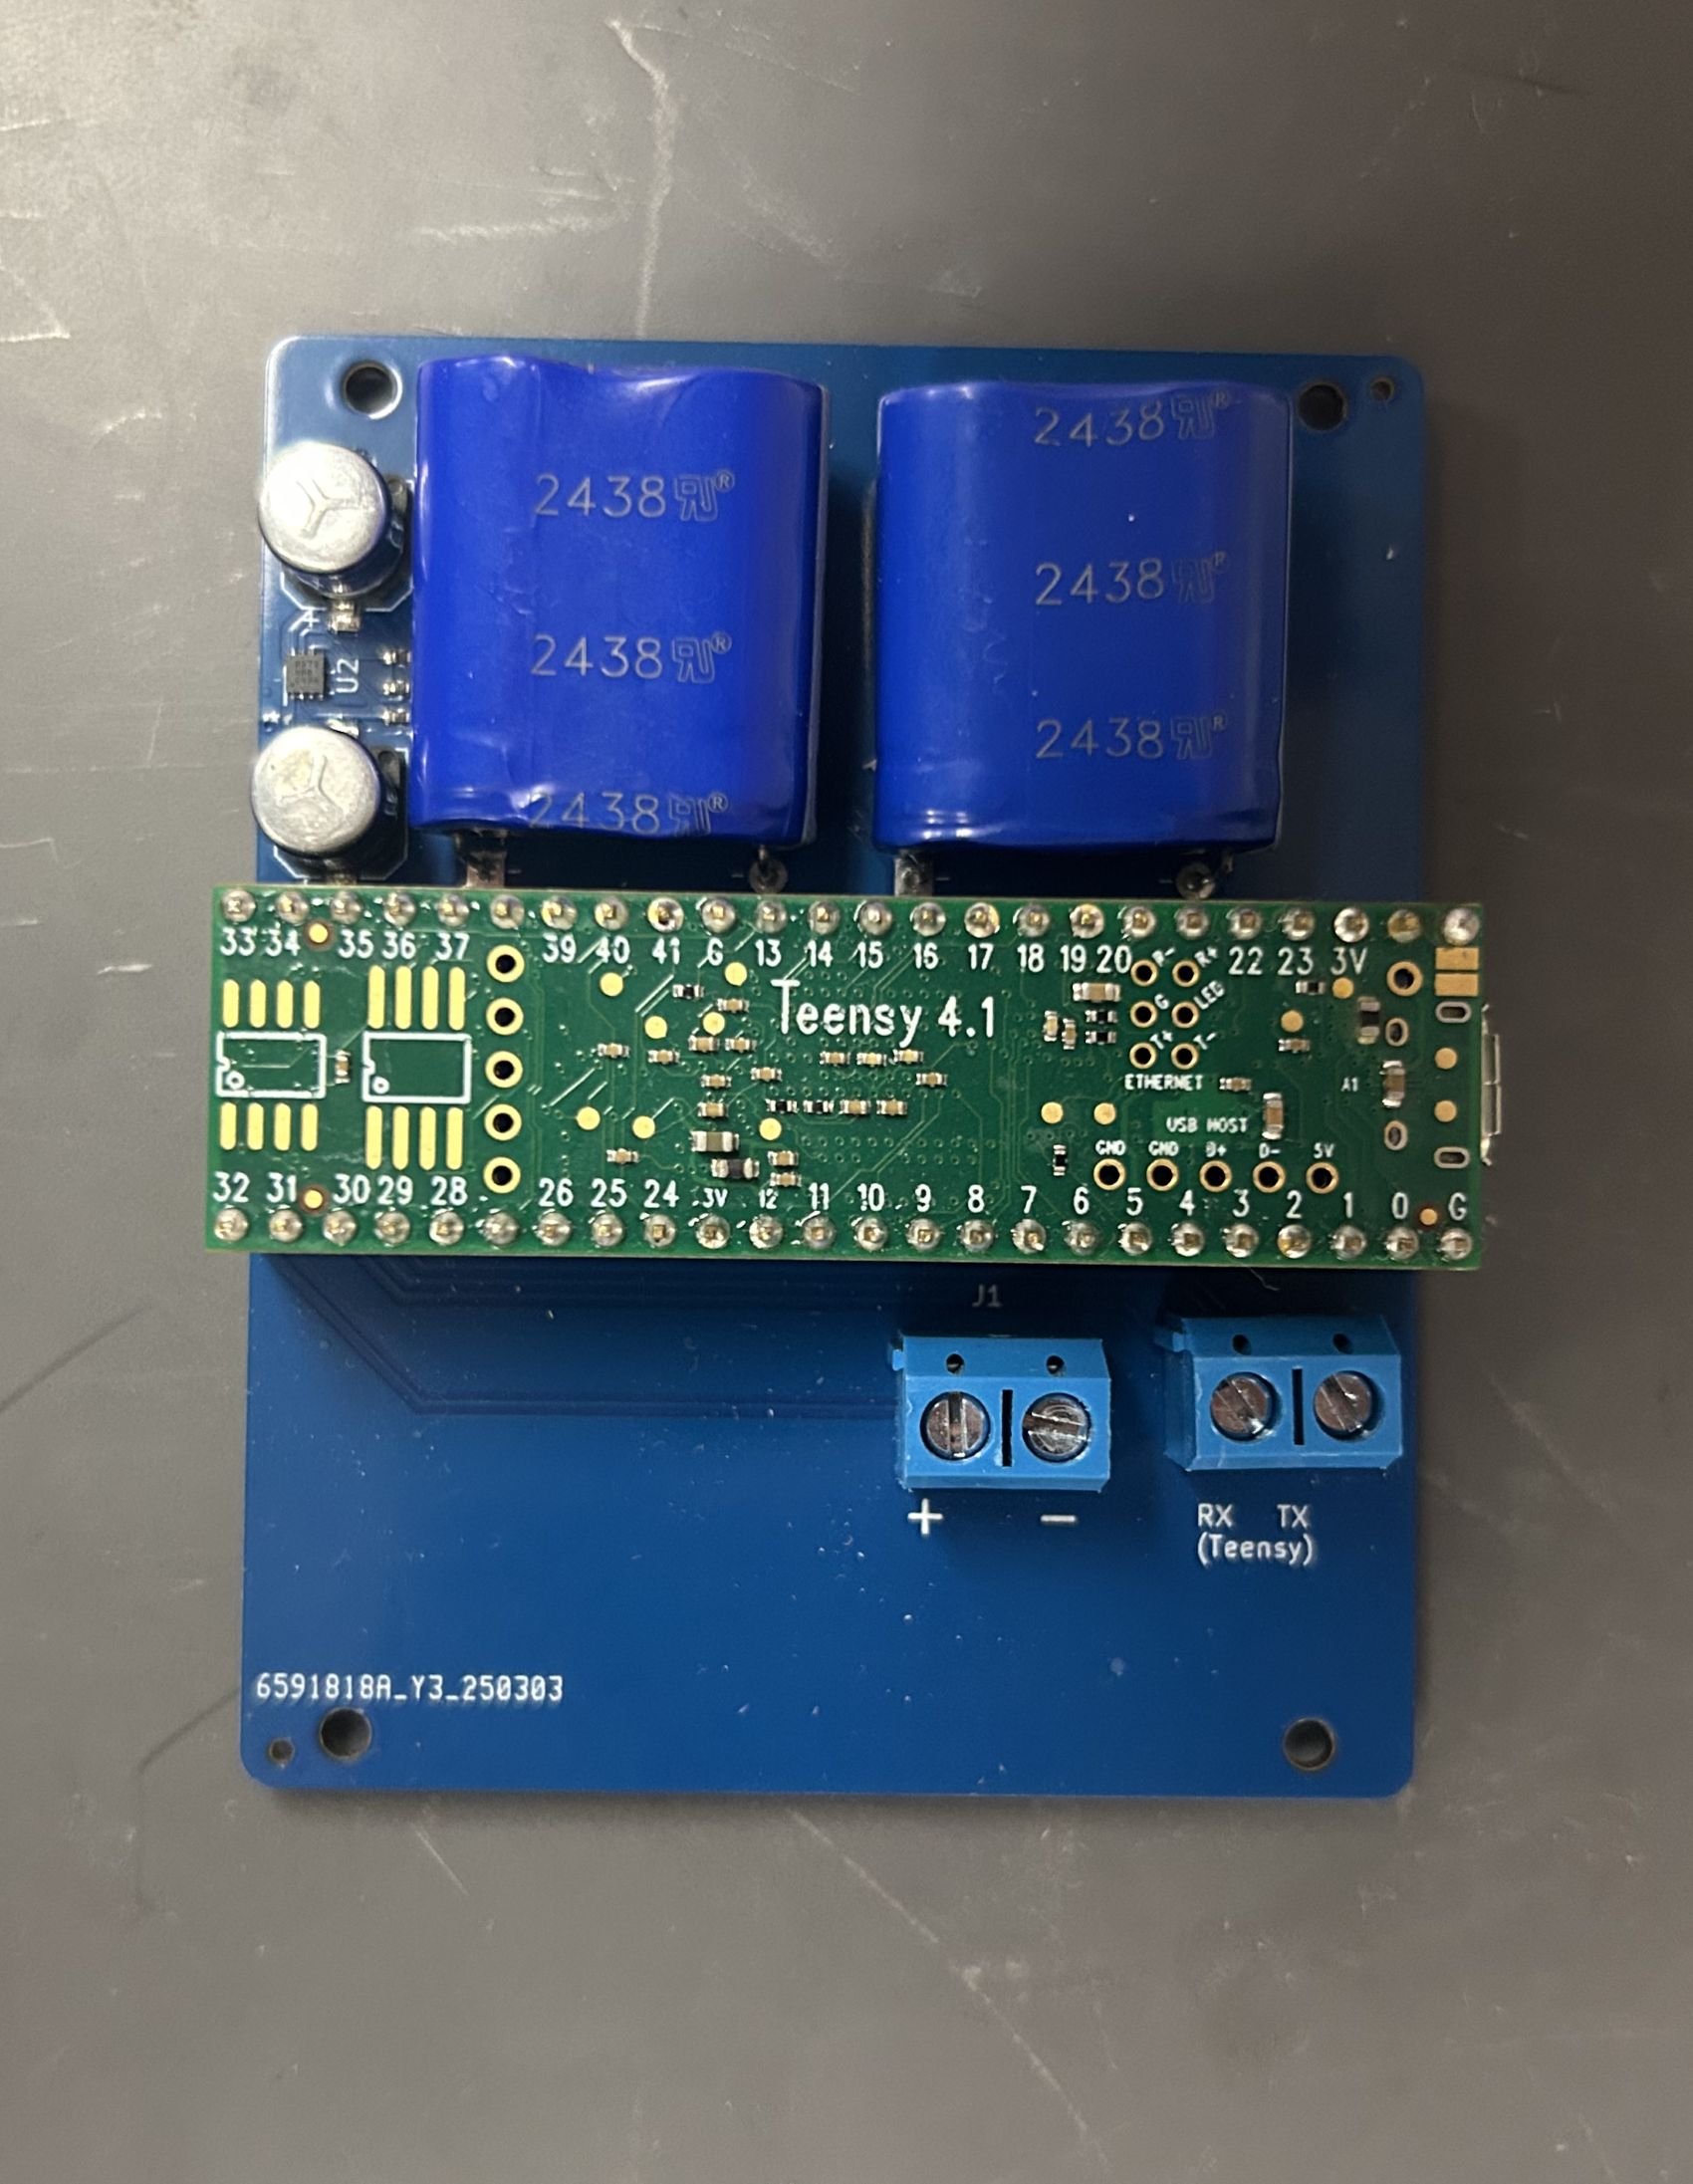 2438 ®
2438 ®
2438 ®
2438 ®
2438 ®
2438 ®
U2
33 34 35 36 37 39 40 41 G 13 14 15 16 17 18 19 20 22 23 3V
R- R+
G LED
T+ T-
ETHERNET
Teensy 4.1
A1
USB HOST
GND GND D+ D- 5V
32 31 30 29 28 26 25 24 3V 12 11 10 9 8 7 6 5 4 3 2 1 0 G
J1
+ −
RX TX
(Teensy)
6591818A_Y3_250303